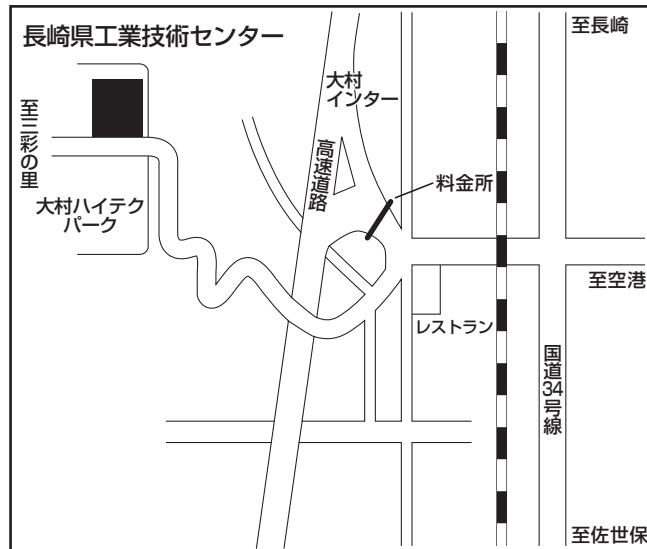 長崎県工業技術センター
至長崎
大村
インター
至三彩の里
高速道路
料金所
大村ハイテク
パーク
至空港
レストラン
国道34号線
至佐世保